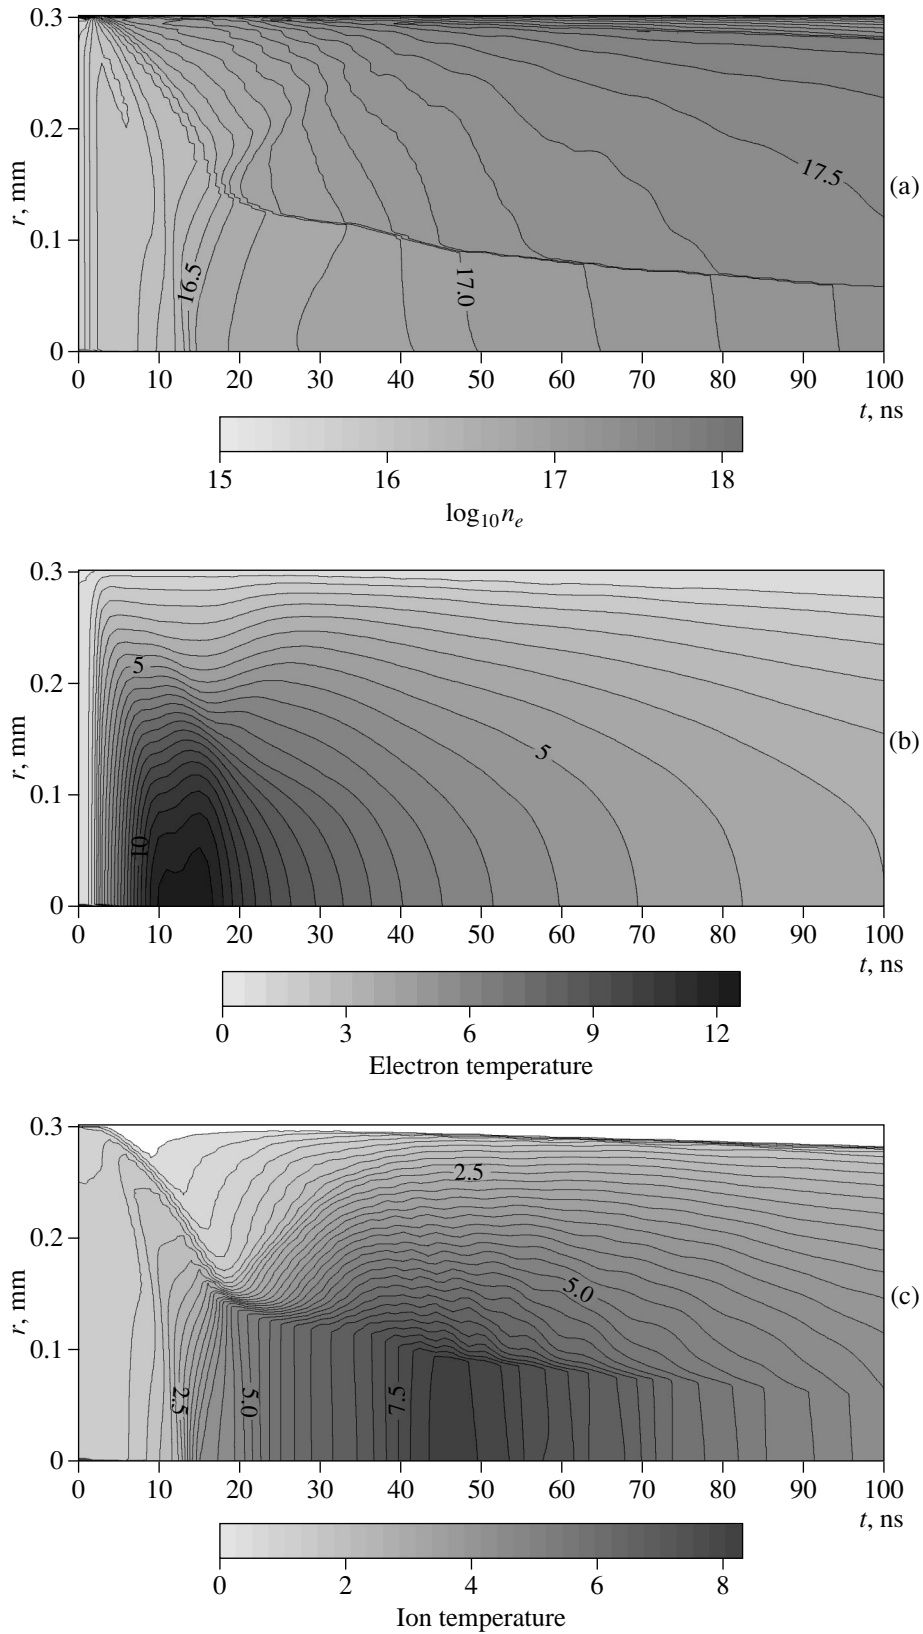 0.3
0.2
r, mm
0.1
0
16.5
17.0
17.5
(a)
0 10 20 30 40 50 60 70 80 90 100
t, ns
15 16 17 18
log₁₀nₑ
0.3
0.2
r, mm
0.1
0
5
10
5
(b)
0 10 20 30 40 50 60 70 80 90 100
t, ns
0 3 6 9 12
Electron temperature
0.3
0.2
r, mm
0.1
0
2.5
5.0
7.5
2.5
5.0
(c)
0 10 20 30 40 50 60 70 80 90 100
t, ns
0 2 4 6 8
Ion temperature